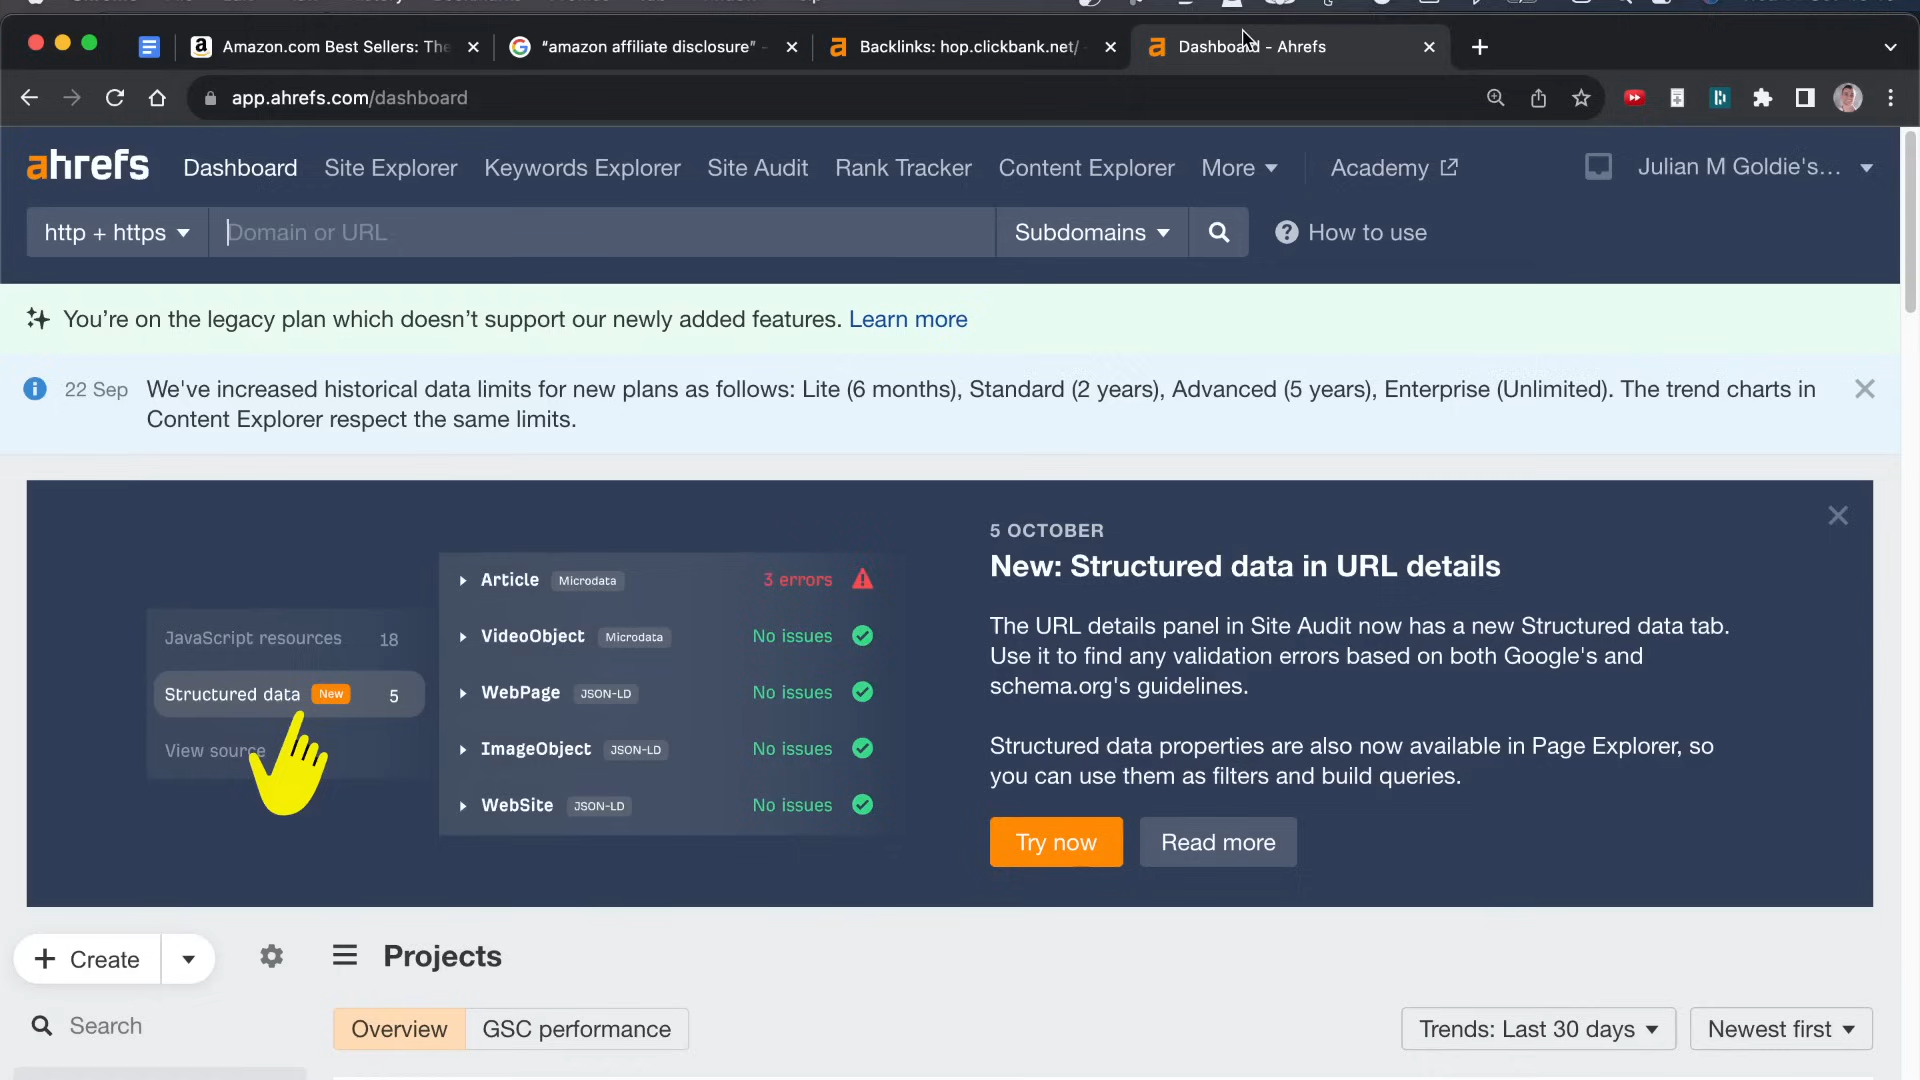 Amazon.com Best Sellers: The
"amazon affiliate disclosure" -
Backlinks: hop.clickbank.net/
Dashboard - Ahrefs
app.ahrefs.com/dashboard
ahrefs
Dashboard
Site Explorer
Keywords Explorer
Site Audit
Rank Tracker
Content Explorer
More
Academy
Julian M Goldie's...
http + https
Domain or URL
Subdomains
How to use
You're on the legacy plan which doesn't support our newly added features. Learn more
22 Sep
We've increased historical data limits for new plans as follows: Lite (6 months), Standard (2 years), Advanced (5 years), Enterprise (Unlimited). The trend charts in
Content Explorer respect the same limits.
JavaScript resources 18
Structured data New 5
View source
Article Microdata 3 errors
VideoObject Microdata No issues
WebPage JSON-LD No issues
ImageObject JSON-LD No issues
WebSite JSON-LD No issues
5 OCTOBER
New: Structured data in URL details
The URL details panel in Site Audit now has a new Structured data tab.
Use it to find any validation errors based on both Google's and
schema.org's guidelines.
Structured data properties are also now available in Page Explorer, so
you can use them as filters and build queries.
Try now
Read more
+ Create
Projects
Search
Overview
GSC performance
Trends: Last 30 days
Newest first